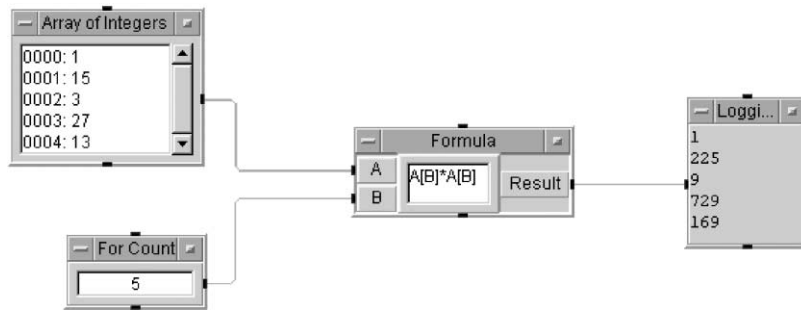 Array of Integers
0000: 1
0001: 15
0002: 3
0003: 27
0004: 13
Formula
A
B
A[B]*A[B]
Result
For Count
5
Loggi...
1
225
9
729
169